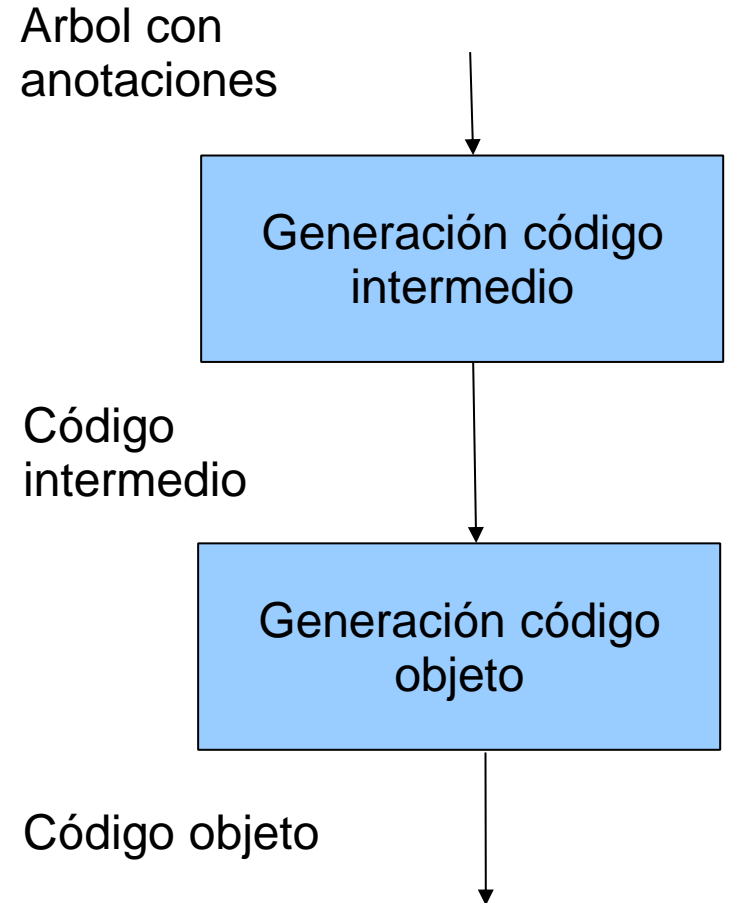 Arbol con
anotaciones
Generación código
intermedio
Código
intermedio
Generación código
objeto
Código objeto